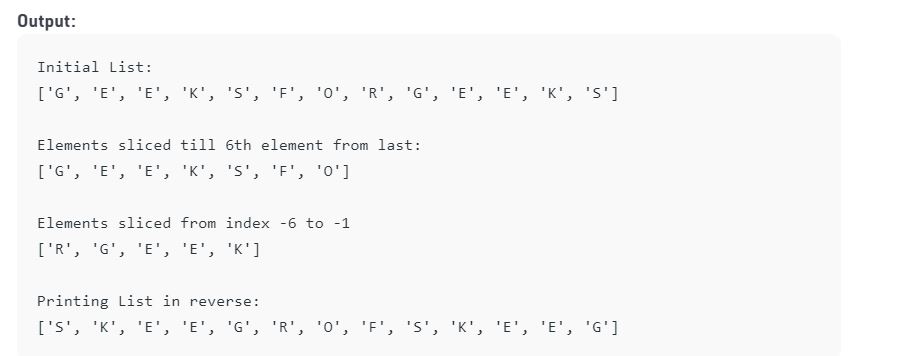 Output:
Initial List:
['G', 'E', 'E', 'K', 'S', 'F', 'O', 'R', 'G', 'E', 'E', 'K', 'S']
Elements sliced till 6th element from last:
['G', 'E', 'E', 'K', 'S', 'F', 'O']
Elements sliced from index -6 to -1
['R', 'G', 'E', 'E', 'K']
Printing List in reverse:
['S', 'K', 'E', 'E', 'G', 'R', 'O', 'F', 'S', 'K', 'E', 'E', 'G']